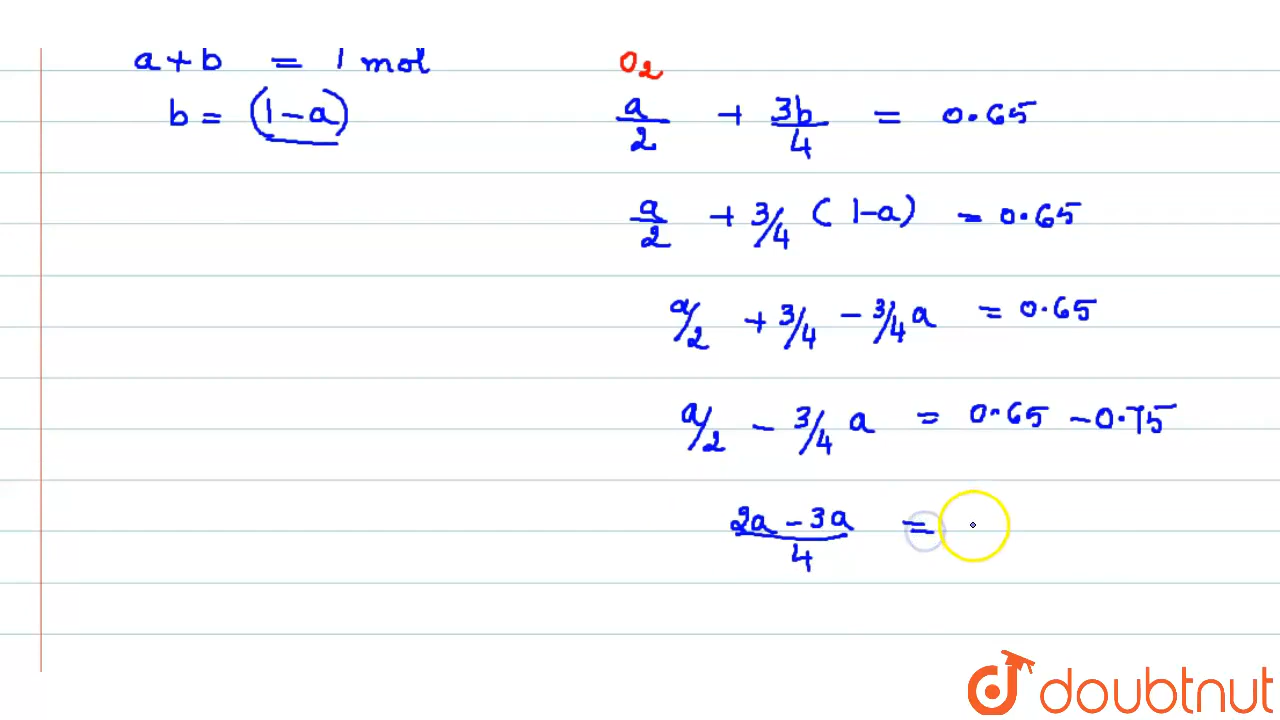 a + b = 1 mol
b = (1 - a)
O2
a/2 + 3b/4 = 0.65
a/2 + 3/4 (1-a) = 0.65
a/2 + 3/4 - 3/4 a = 0.65
a/2 - 3/4 a = 0.65 - 0.75
2a - 3a / 4 =
doubtnut